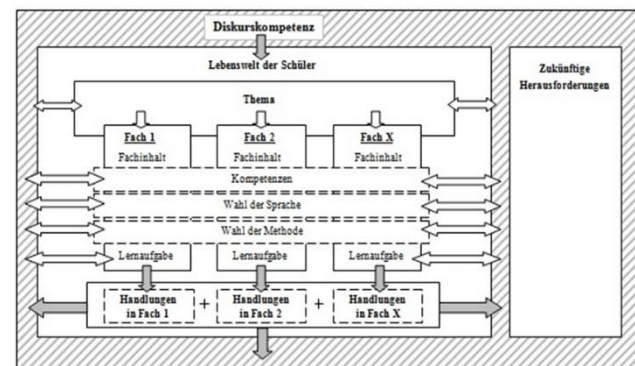 Diskurskompetenz
Lebenswelt der Schüler
Zukünftige
Herausforderungen
Thema
Fach 1 Fach 2 Fach X
Fachinhalt Fachinhalt Fachinhalt
Kompetenzen
Wahl der Sprache
Wahl der Methode
Lernaufgabe Lernaufgabe Lernaufgabe
Handlungen + Handlungen + Handlungen
in Fach 1 in Fach 2 in Fach X